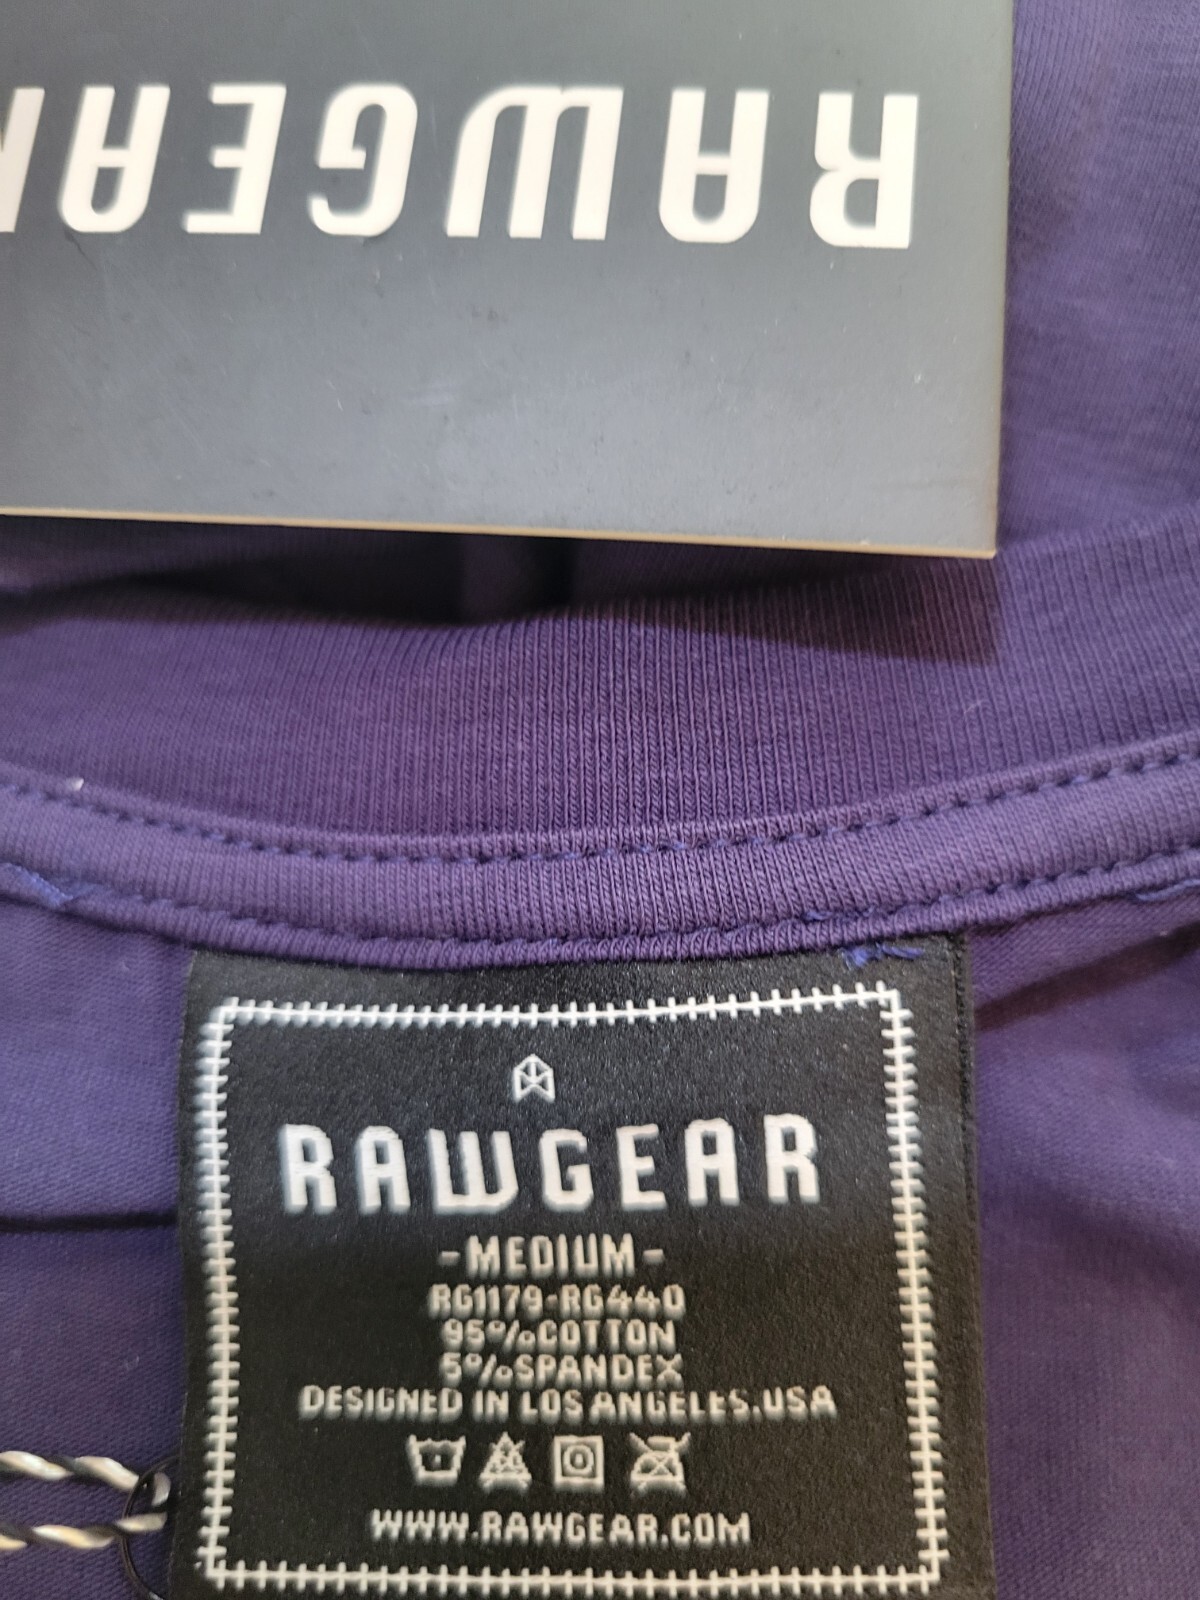 RAWGEAR
RAWGEAR
-MEDIUM-
RG1179-RG440
95%COTTON
5%SPANDEX
DESIGNED IN LOS ANGELES.USA
WWW.RAWGEAR.COM